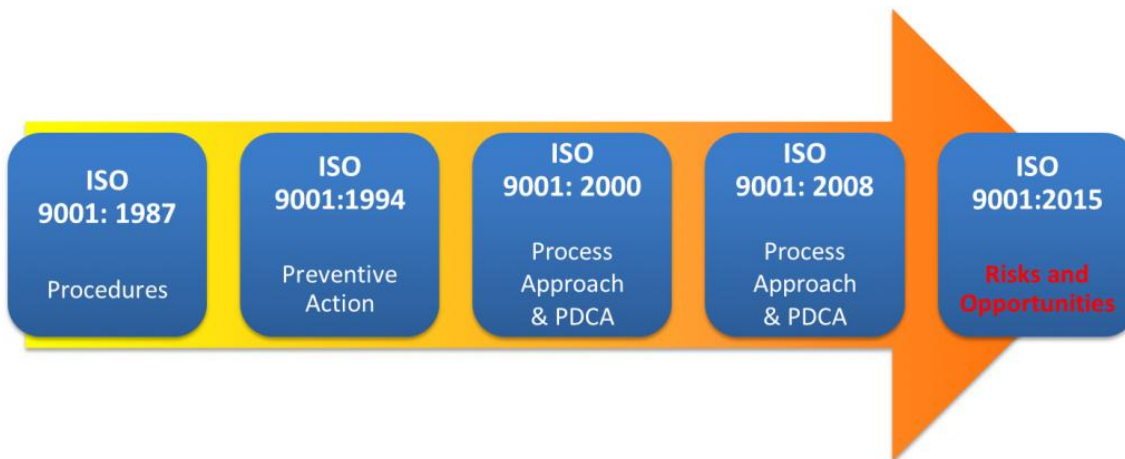 ISO
9001: 1987
Procedures
ISO
9001:1994
Preventive
Action
ISO
9001: 2000
Process
Approach
& PDCA
ISO
9001: 2008
Process
Approach
& PDCA
ISO
9001:2015
Risks and
Opportunities